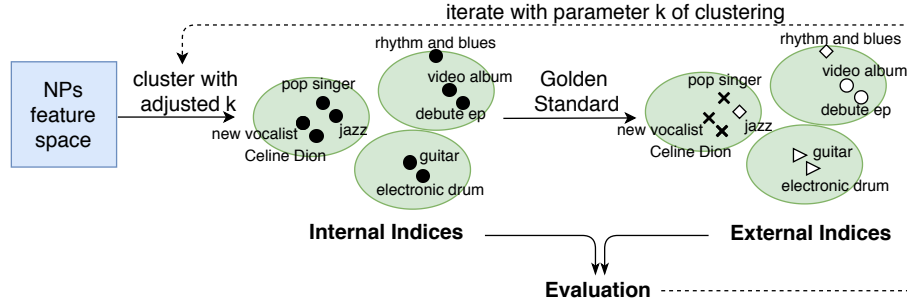 iterate with parameter k of clustering
NPs
feature
space
cluster with
adjusted k
pop singer
new vocalist
jazz
Celine Dion
rhythm and blues
video album
debute ep
guitar
electronic drum
Golden
Standard
pop singer
new vocalist
jazz
Celine Dion
rhythm and blues
video album
debute ep
guitar
electronic drum
Internal Indices
External Indices
Evaluation